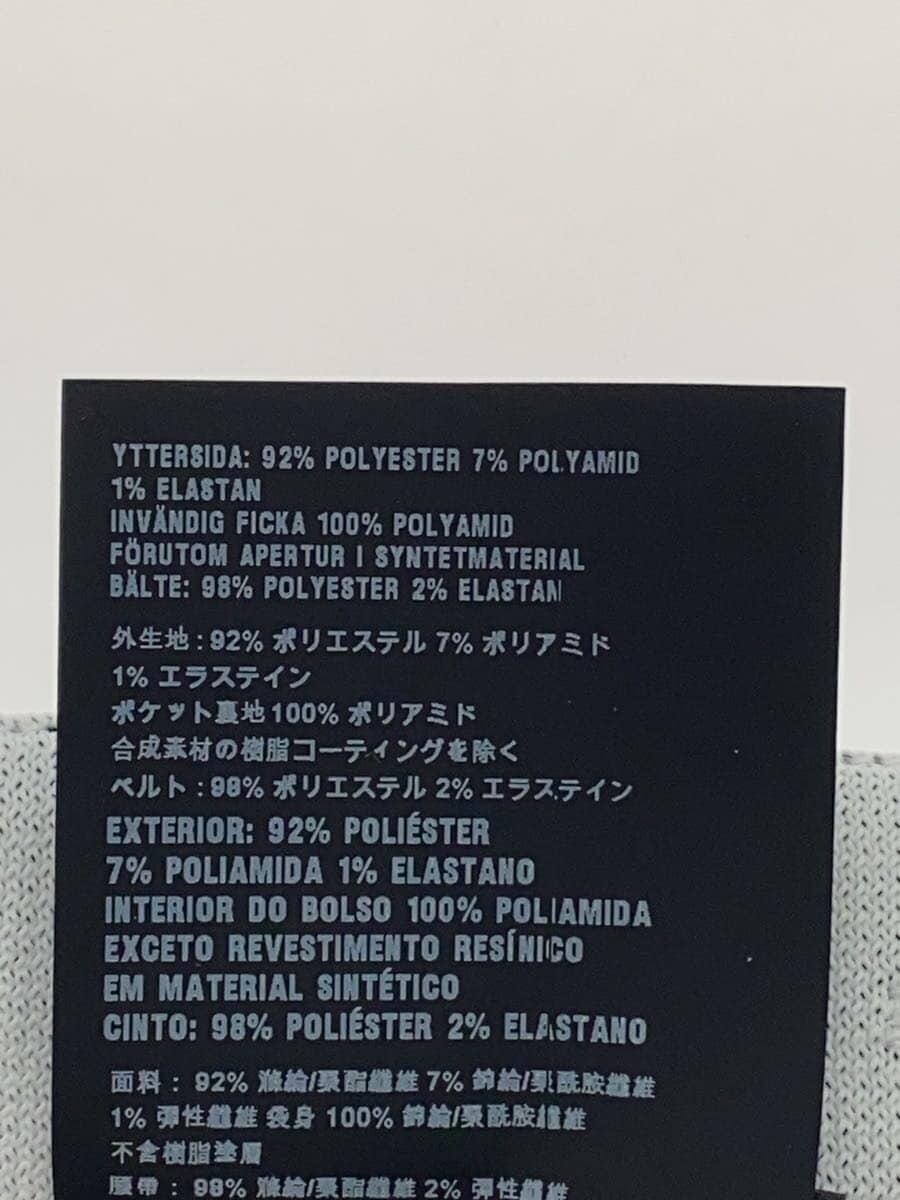 YTTERSIDA: 92% POLYESTER 7% POLYAMID
1% ELASTAN
INVÄNDIG FICKA 100% POLYAMID
FÖRUTOM APERTUR I SYNTETMATERIAL
BÄLTE: 98% POLYESTER 2% ELASTAN
外生地:92% ポリエステル 7% ポリアミド
1% エラステイン
ポケット裏地100% ポリアミド
合成素材の樹脂コーティングを除く
ベルト:98% ポリエステル 2% エラステイン
EXTERIOR: 92% POLIÉSTER
7% POLIAMIDA 1% ELASTANO
INTERIOR DO BOLSO 100% POLIAMIDA
EXCETO REVESTIMENTO RESÍNICO
EM MATERIAL SINTÉTICO
CINTO: 98% POLIÉSTER 2% ELASTANO
面料: 92% 滌綸/聚酯纖維 7% 錦綸/聚酰胺纖維
1% 彈性纖維 袋身 100% 錦綸/聚酰胺纖維
不含樹脂塗層
腰帶: 98% 滌綸/聚酯纖維 2% 彈性纖維